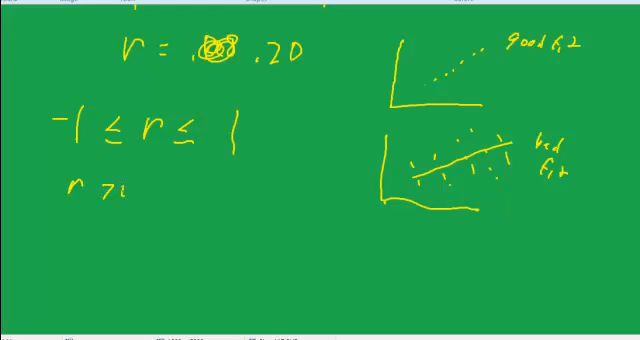 r = .20
-1 ≤ r ≤ 1
r >
good fit
bad
fit